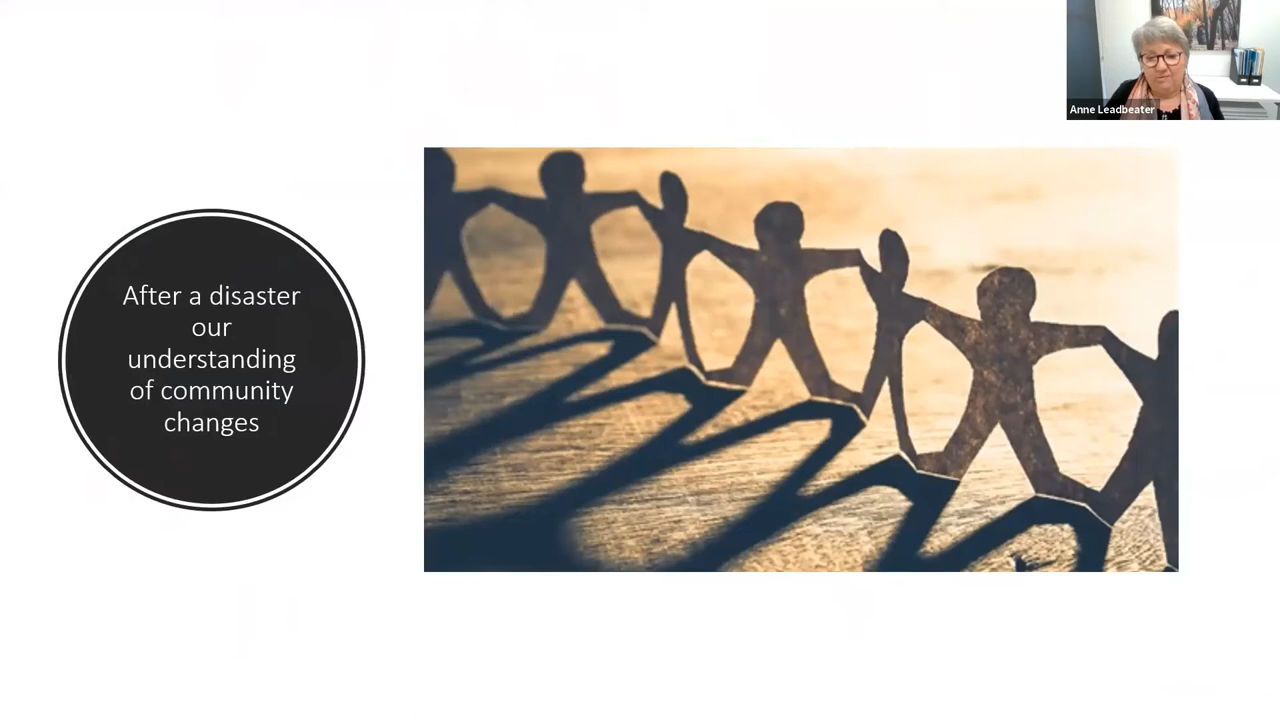 Anne Leadbeater
After a disaster
our
understanding
of community
changes